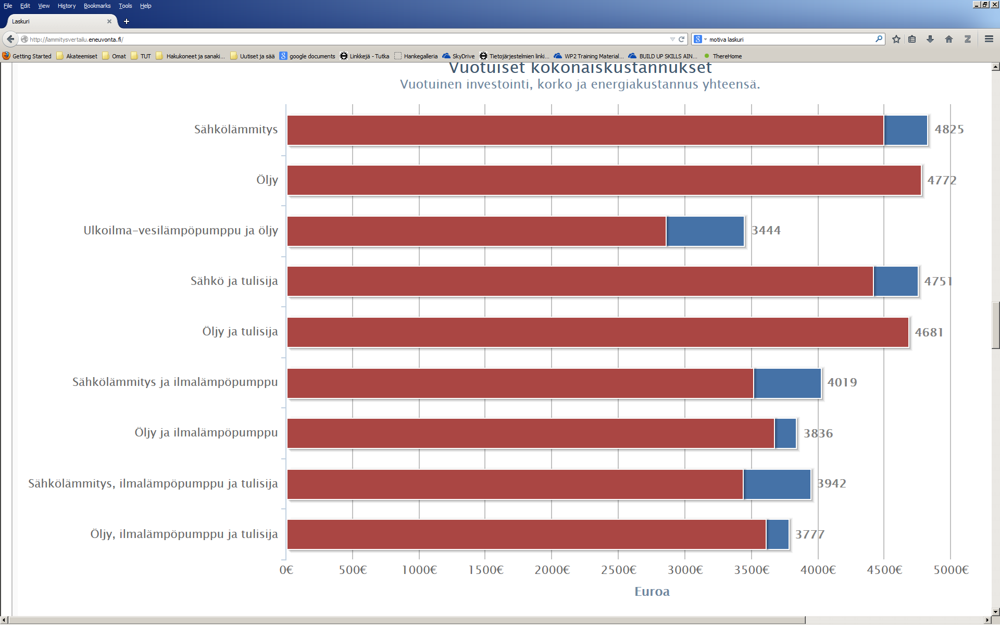 File Edit View History Bookmarks Tools Help
Laskuri
http://lammitysvertailu.eneuvonta.fi/ motiva laskuri
Getting Started Akateemiset Omat TUT Hakukoneet ja sanaki... Uutiset ja sää google documents Linkkejä - Tutka Hankegalleria SkyDrive Tietojärjestelmien linki... WP2 Training Material... BUILD UP SKILLS AIN... ThereHome
Vuotuiset kokonaiskustannukset
Vuotuinen investointi, korko ja energiakustannus yhteensä.
Sähkölämmitys 4825
Öljy 4772
Ulkoilma-vesilämpöpumppu ja öljy 3444
Sähkö ja tulisija 4751
Öljy ja tulisija 4681
Sähkölämmitys ja ilmalämpöpumppu 4019
Öljy ja ilmalämpöpumppu 3836
Sähkölämmitys, ilmalämpöpumppu ja tulisija 3942
Öljy, ilmalämpöpumppu ja tulisija 3777
0€ 500€ 1000€ 1500€ 2000€ 2500€ 3000€ 3500€ 4000€ 4500€ 5000€
Euroa